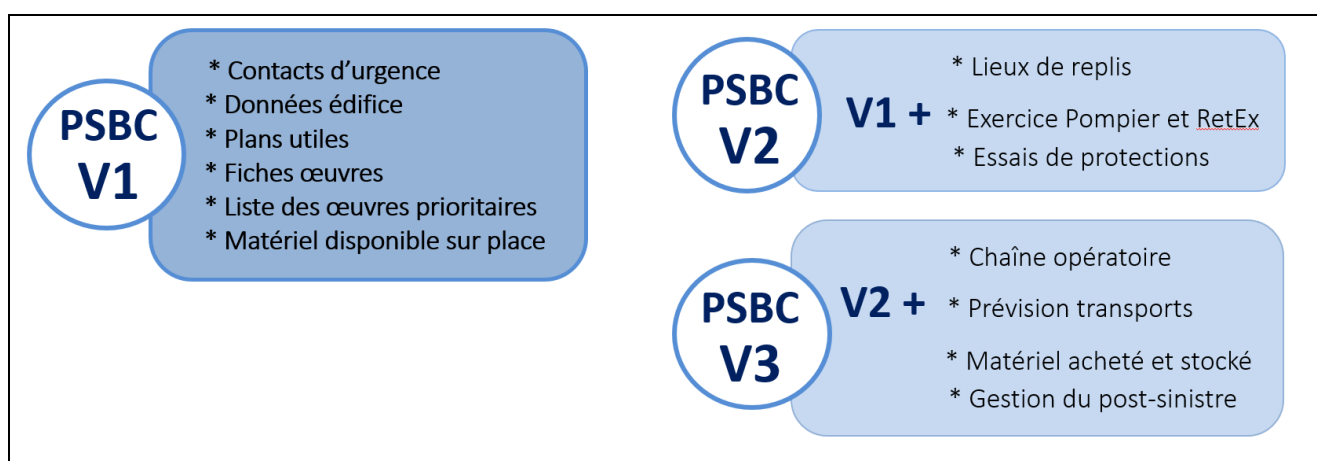 PSBC
V1
* Contacts d’urgence
* Données édifice
* Plans utiles
* Fiches œuvres
* Liste des œuvres prioritaires
* Matériel disponible sur place
PSBC
V2
V1 +
* Lieux de replis
* Exercice Pompier et RetEx
* Essais de protections
PSBC
V3
V2 +
* Chaîne opératoire
* Prévision transports
* Matériel acheté et stocké
* Gestion du post-sinistre